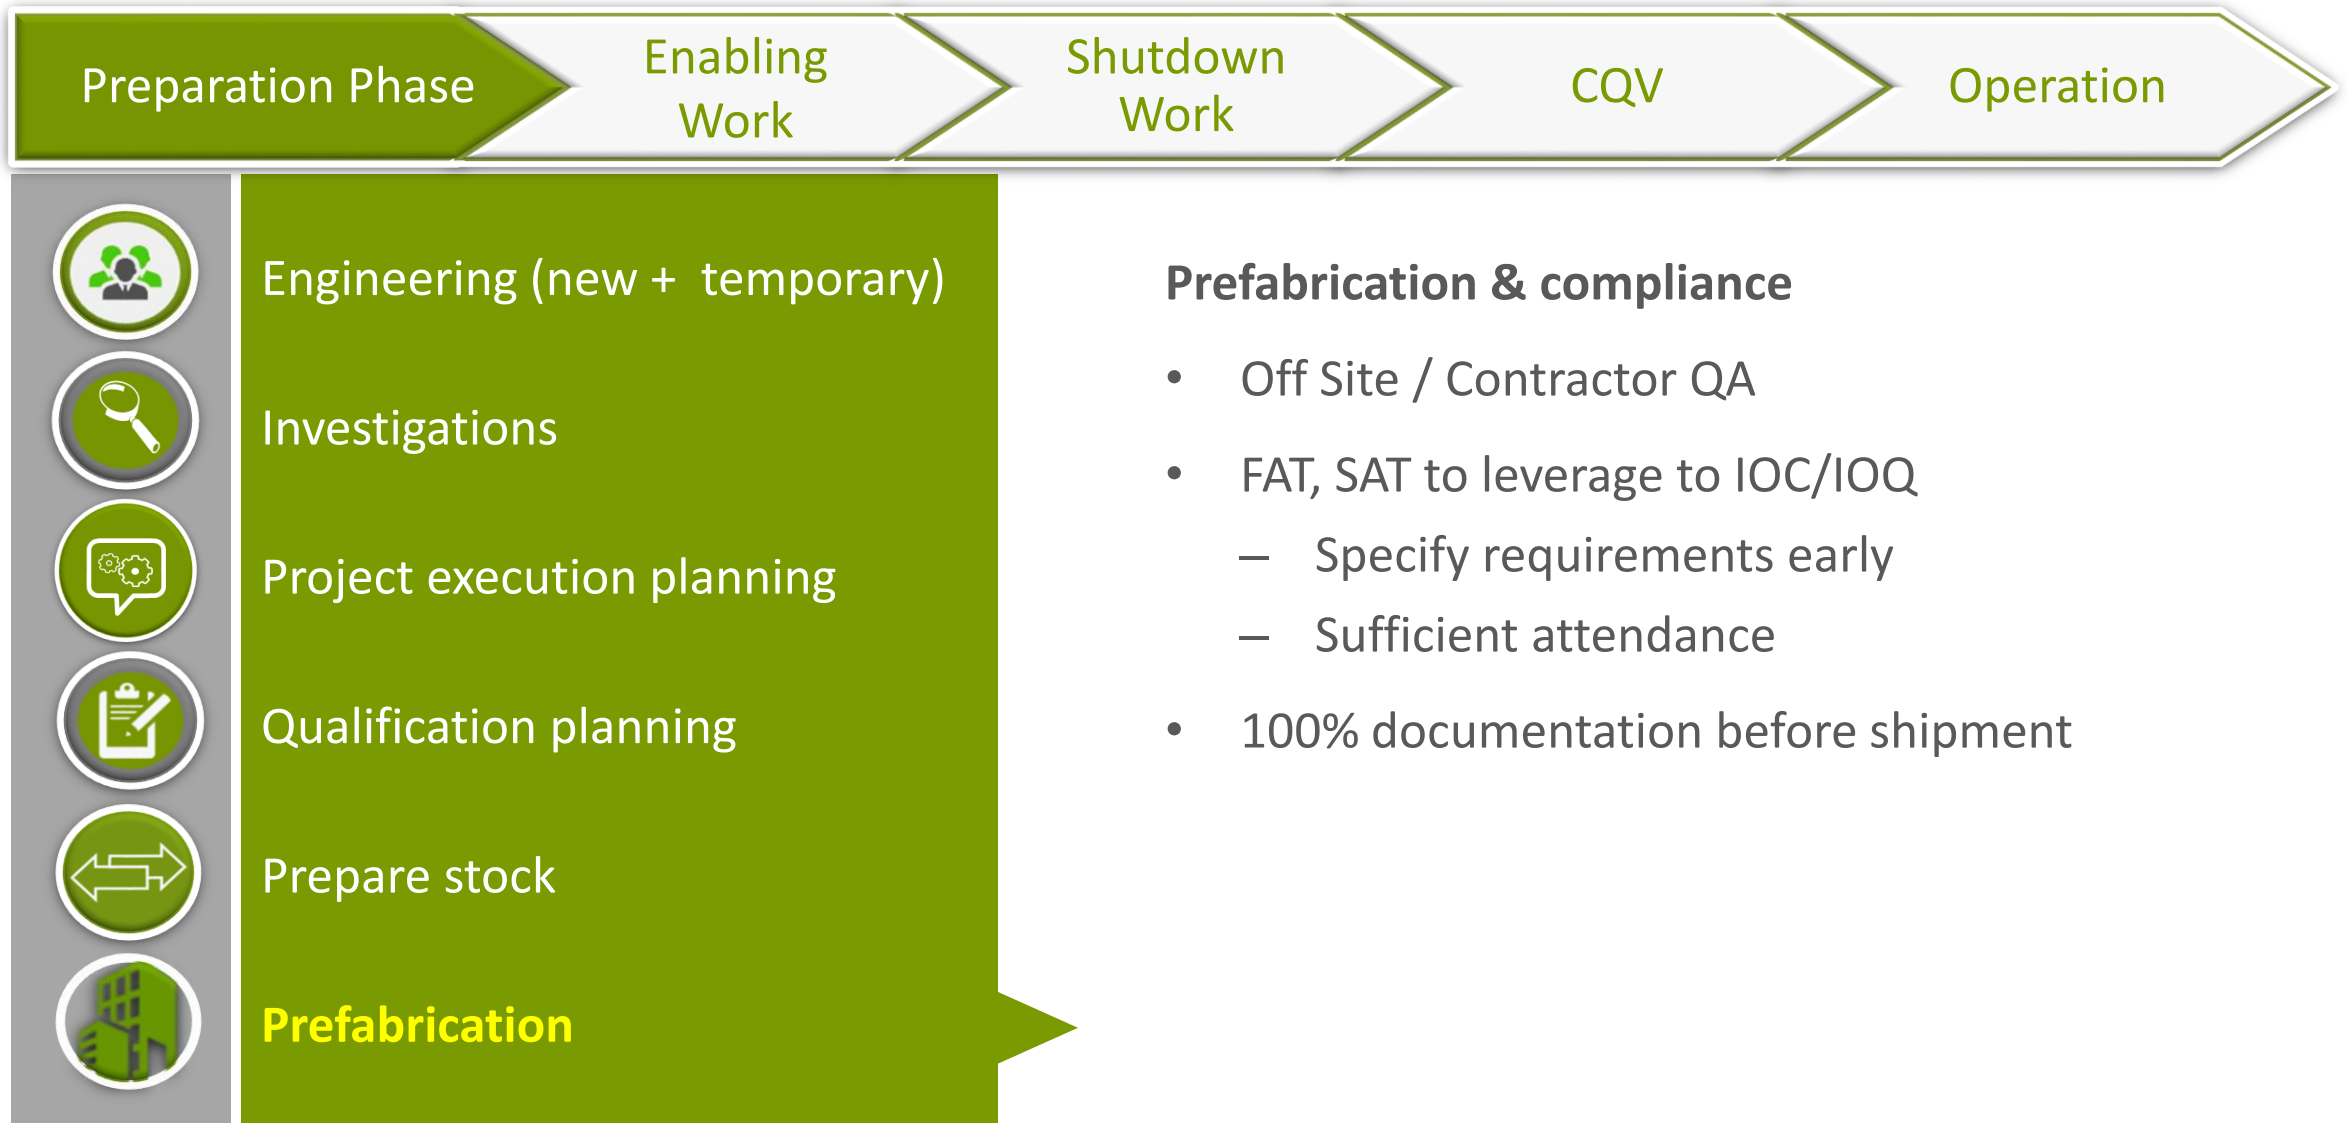 Preparation Phase
Enabling
Work
Shutdown
Work
CQV
Operation
Engineering (new +  temporary)
Investigations
Project execution planning
Qualification planning
Prepare stock
Prefabrication
Prefabrication & compliance
• Off Site / Contractor QA
• FAT, SAT to leverage to IOC/IOQ
– Specify requirements early
– Sufficient attendance
• 100% documentation before shipment